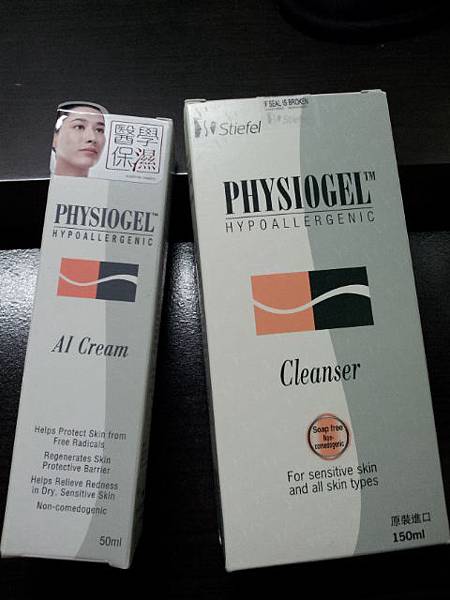 醫學
保濕
PHYSIOGEL™
HYPOALLERGENIC
AI Cream
Helps Protect Skin from
Free Radicals
Regenerates Skin
Protective Barrier
Helps Relieve Redness
in Dry, Sensitive Skin
Non-comedogenic
50ml
IF SEAL IS BROKEN
Stiefel
Stiefel
PHYSIOGEL™
HYPOALLERGENIC
Cleanser
Soap free
Non-
comedogenic
For sensitive skin
and all skin types
原裝進口
150ml